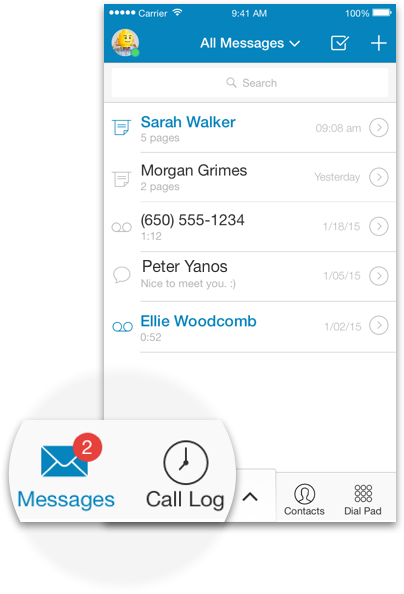 Carrier 9:41 AM 100%
All Messages
Search
Sarah Walker
5 pages
09:08 am
Morgan Grimes
2 pages
Yesterday
(650) 555-1234
1:12
1/18/15
Peter Yanos
Nice to meet you. :)
1/05/15
Ellie Woodcomb
0:52
1/02/15
2
Messages
Call Log
Contacts
Dial Pad